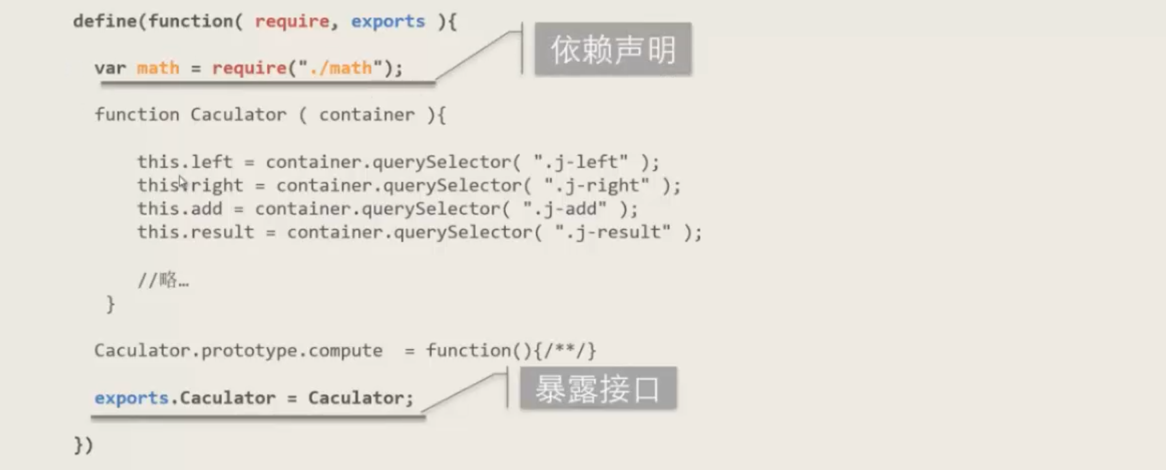 define(function( require, exports ){
依赖声明
var math = require("./math");
function Caculator ( container ){
this.left = container.querySelector( ".j-left" );
this.right = container.querySelector( ".j-right" );
this.add = container.querySelector( ".j-add" );
this.result = container.querySelector( ".j-result" );
//略…
}
Caculator.prototype.compute = function(){/**/}
暴露接口
exports.Caculator = Caculator;
})